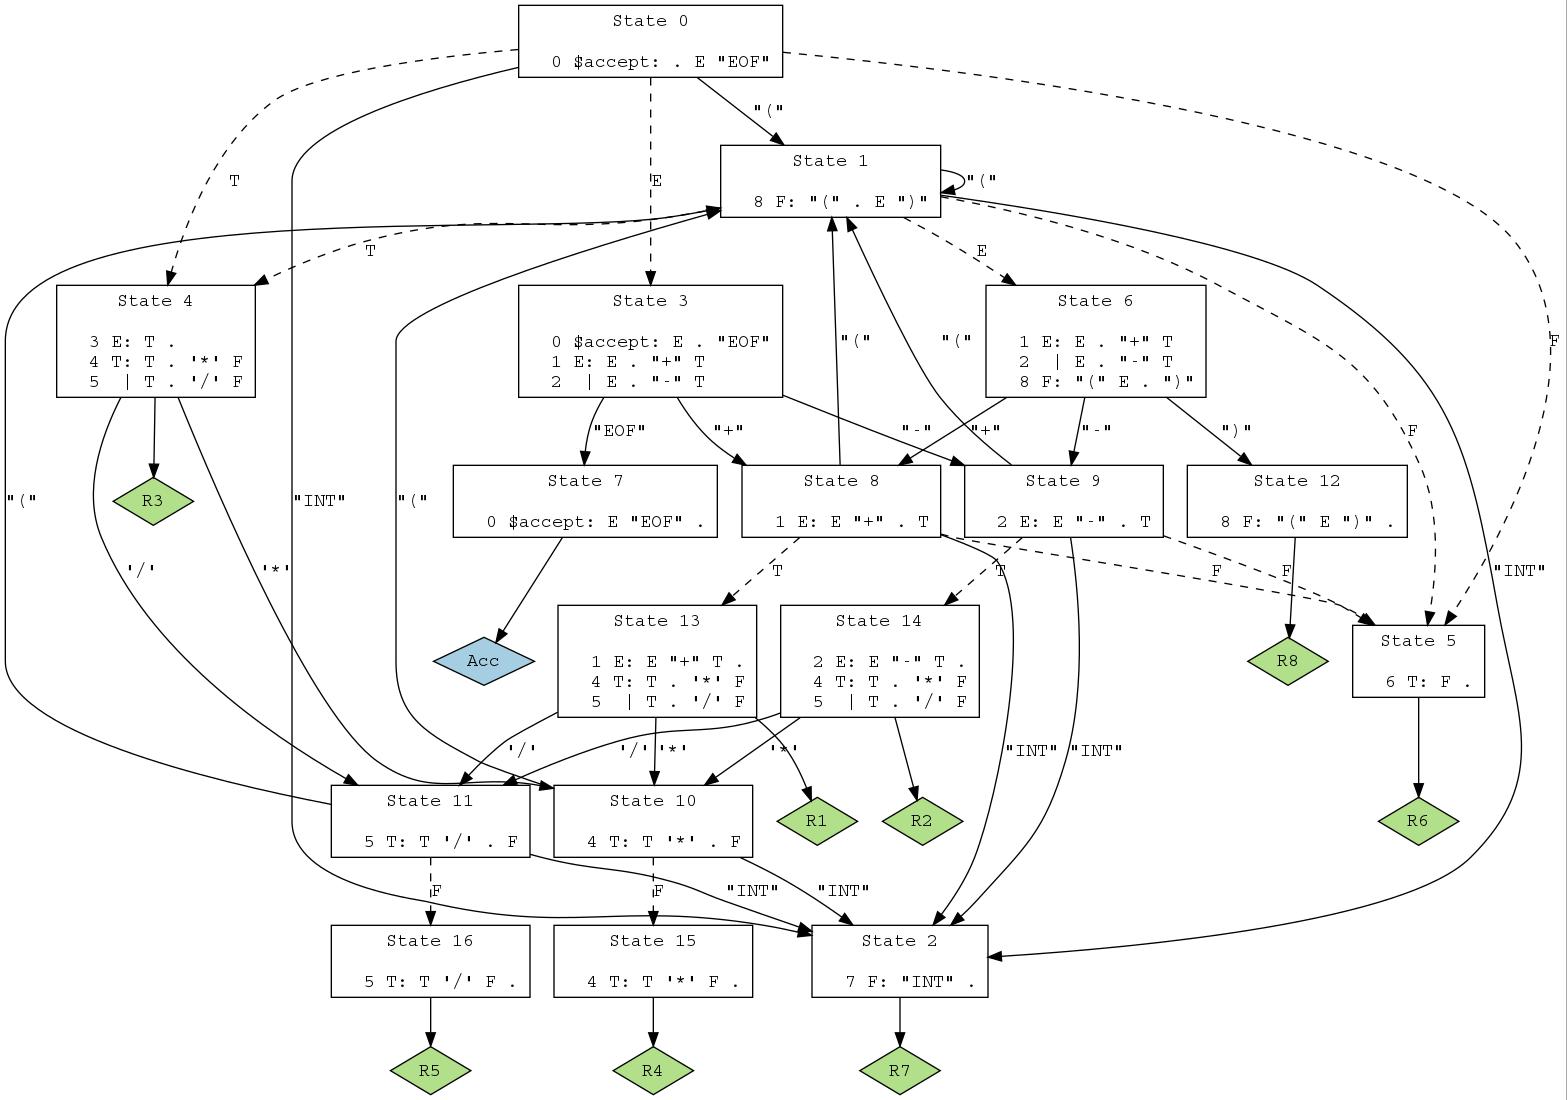 State 0
0 $accept: . E "EOF"
"("
State 1
8 F: "(" . E ")"
"("
T
E
T
E
F
State 4
3 E: T .
4 T: T . '*' F
5 | T . '/' F
State 3
0 $accept: E . "EOF"
1 E: E . "+" T
2 | E . "-" T
State 6
1 E: E . "+" T
2 | E . "-" T
8 F: "(" E . ")"
"("
"("
F
"EOF"
"+"
"-"
"+"
"-"
")"
R3
"("
"INT"
"("
State 7
0 $accept: E "EOF" .
State 8
1 E: E "+" . T
State 9
2 E: E "-" . T
State 12
8 F: "(" E ")" .
'/'
'*'
T
T
F
F
"INT"
Acc
State 13
1 E: E "+" T .
4 T: T . '*' F
5 | T . '/' F
State 14
2 E: E "-" T .
4 T: T . '*' F
5 | T . '/' F
R8
State 5
6 T: F .
'/'
'/'
'*'
'*'
"INT"
"INT"
State 11
5 T: T '/' . F
State 10
4 T: T '*' . F
R1
R2
R6
F
F
"INT"
"INT"
State 16
5 T: T '/' F .
State 15
4 T: T '*' F .
State 2
7 F: "INT" .
R5
R4
R7